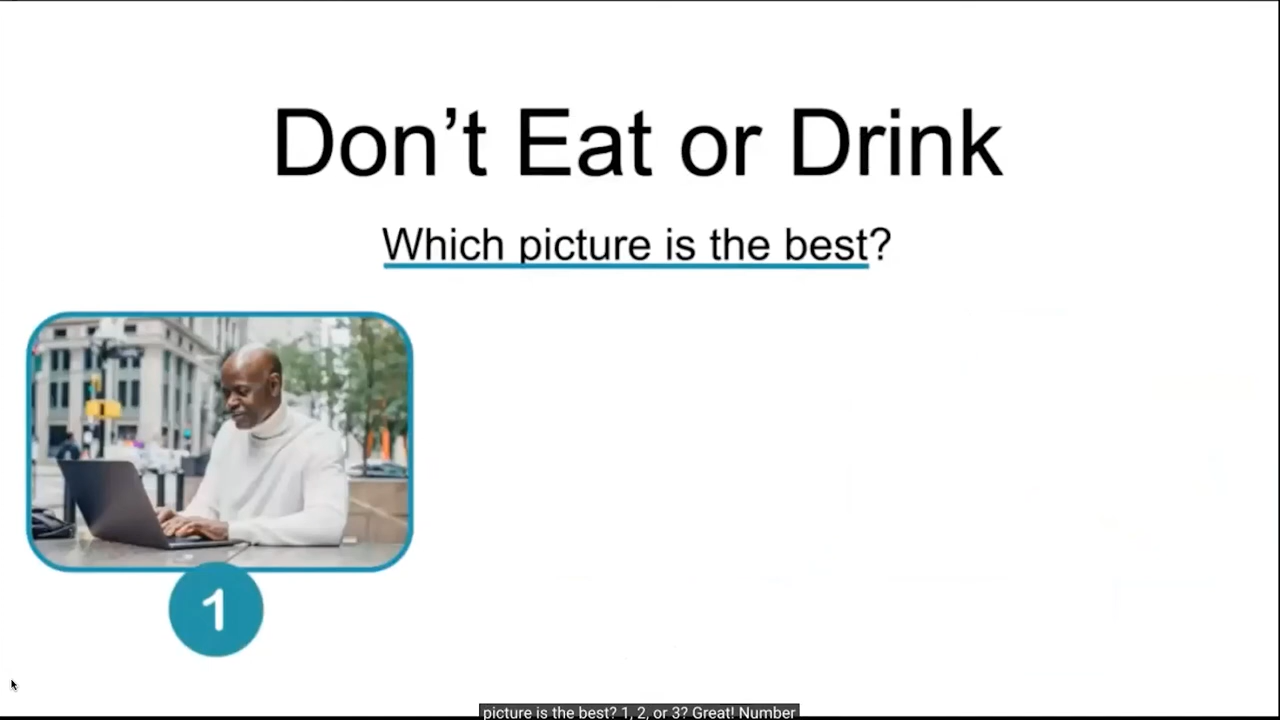 Don’t Eat or Drink
Which picture is the best?
1
picture is the best? 1, 2, or 3? Great! Number